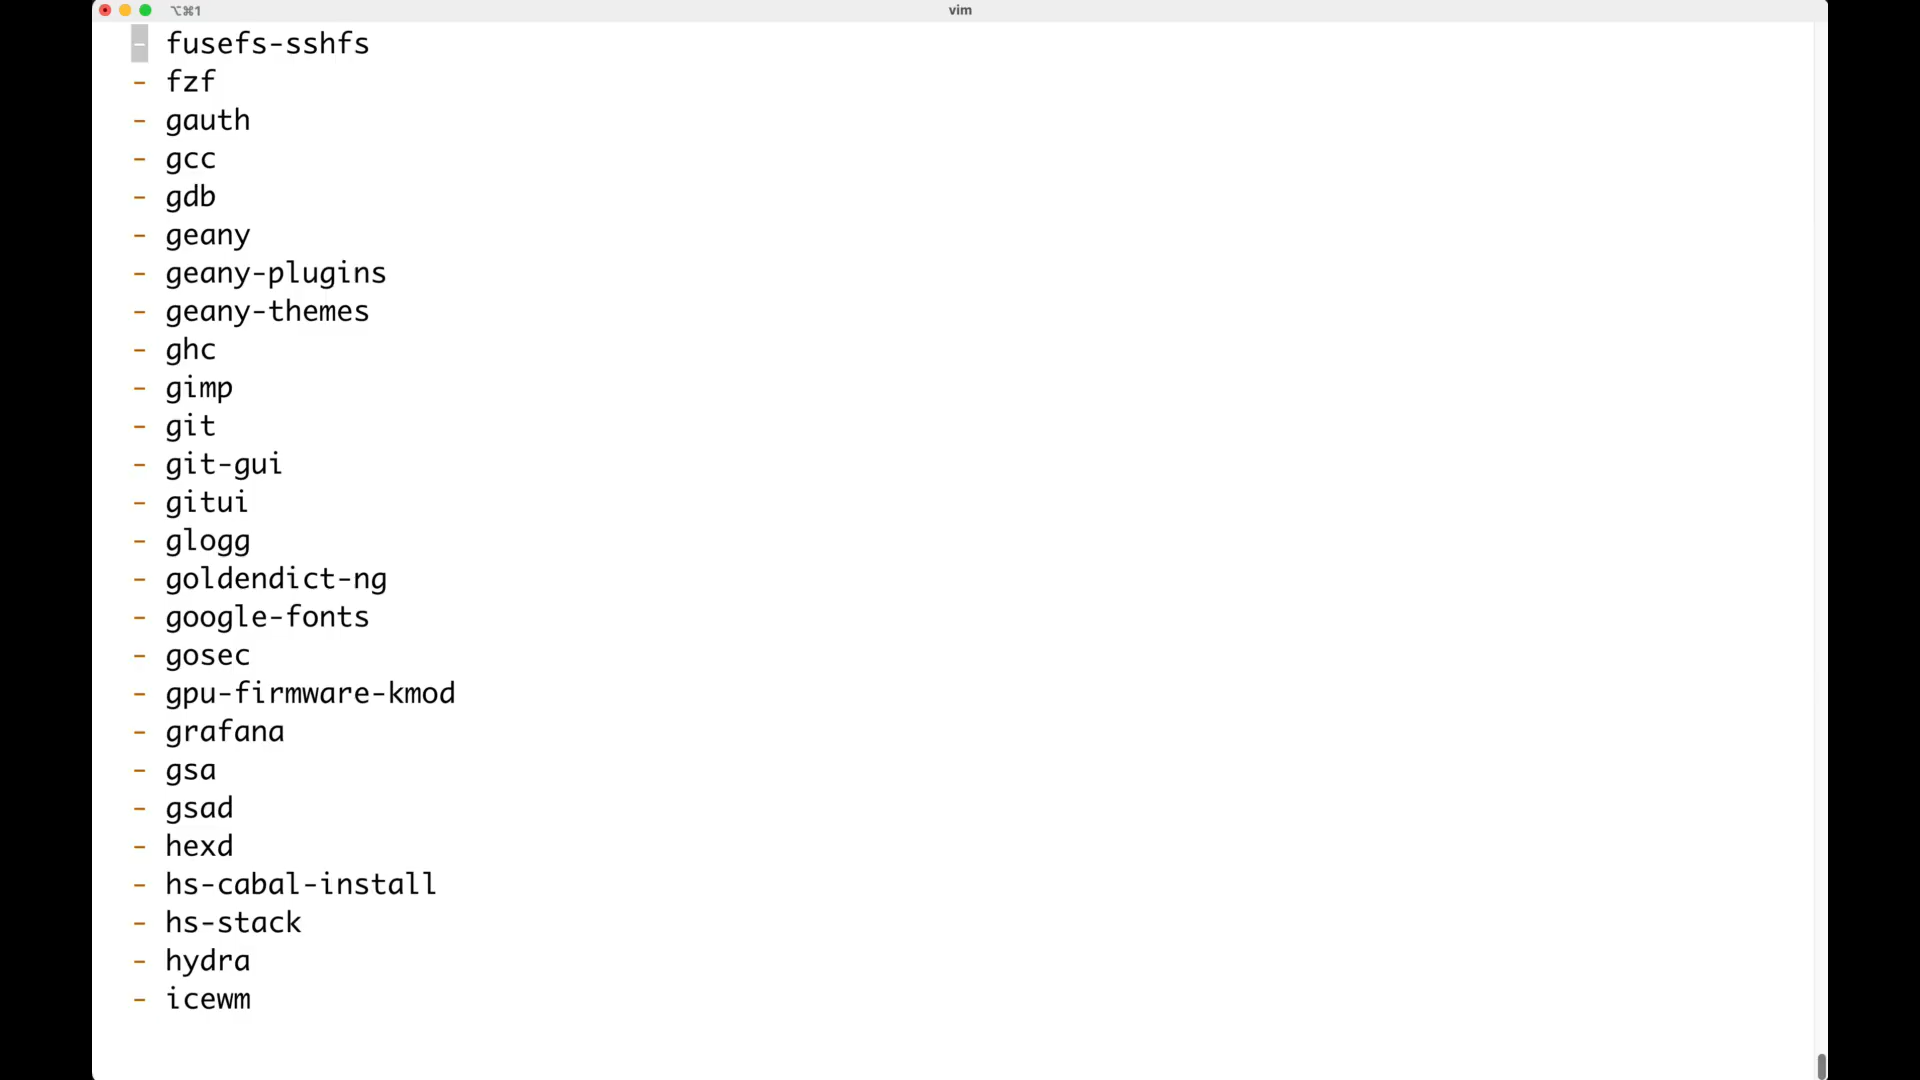 ⌥⌘1
vim
- fusefs-sshfs
- fzf
- gauth
- gcc
- gdb
- geany
- geany-plugins
- geany-themes
- ghc
- gimp
- git
- git-gui
- gitui
- glogg
- goldendict-ng
- google-fonts
- gosec
- gpu-firmware-kmod
- grafana
- gsa
- gsad
- hexd
- hs-cabal-install
- hs-stack
- hydra
- icewm